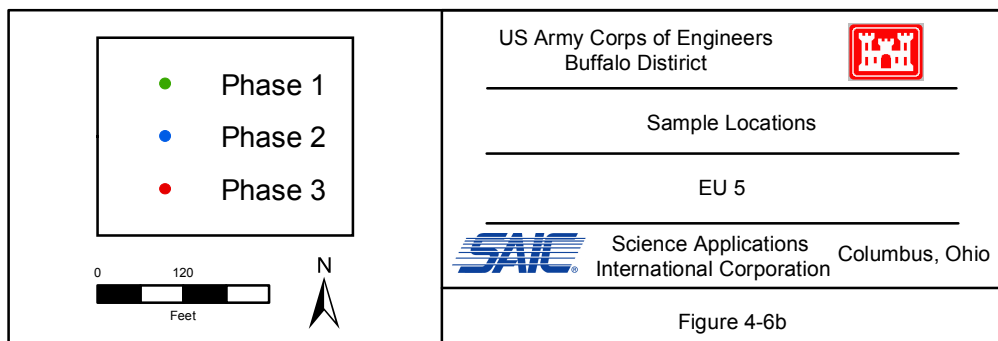 Phase 1
Phase 2
Phase 3
0 120
Feet
N
US Army Corps of Engineers
Buffalo Distirict
Sample Locations
EU 5
SAIC®
Science Applications
International Corporation
Columbus, Ohio
Figure 4-6b